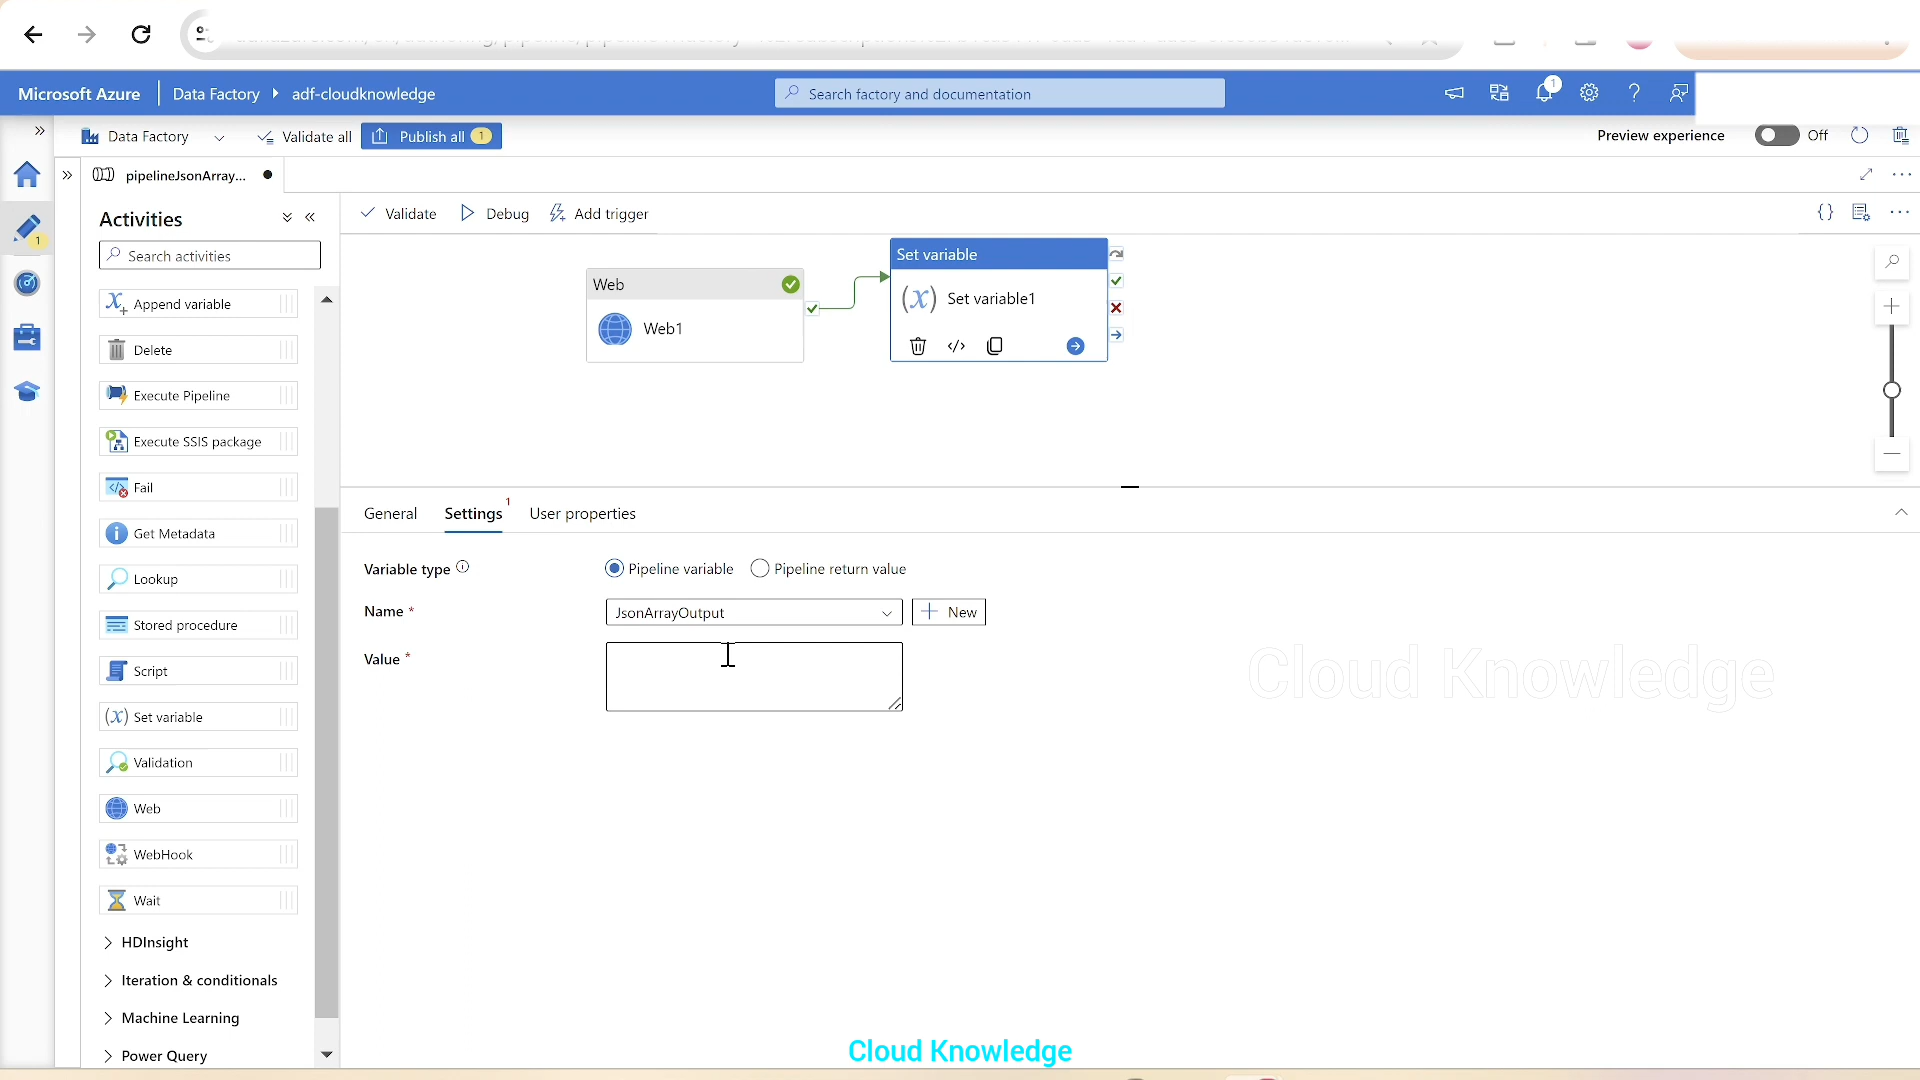 Microsoft Azure
Data Factory
adf-cloudknowledge
Search factory and documentation
1
Data Factory
Validate all
Publish all
1
Preview experience
Off
pipelineJsonArray...
1
Activities
Search activities
Append variable
Delete
Execute Pipeline
Execute SSIS package
Fail
Get Metadata
Lookup
Stored procedure
Script
(x) Set variable
Validation
Web
WebHook
Wait
HDInsight
Iteration & conditionals
Machine Learning
Power Query
Validate
Debug
Add trigger
Web
Web1
Set variable
(x) Set variable1
General
Settings 1
User properties
Variable type
Pipeline variable
Pipeline return value
Name *
JsonArrayOutput
New
Value *
Cloud Knowledge
Cloud Knowledge